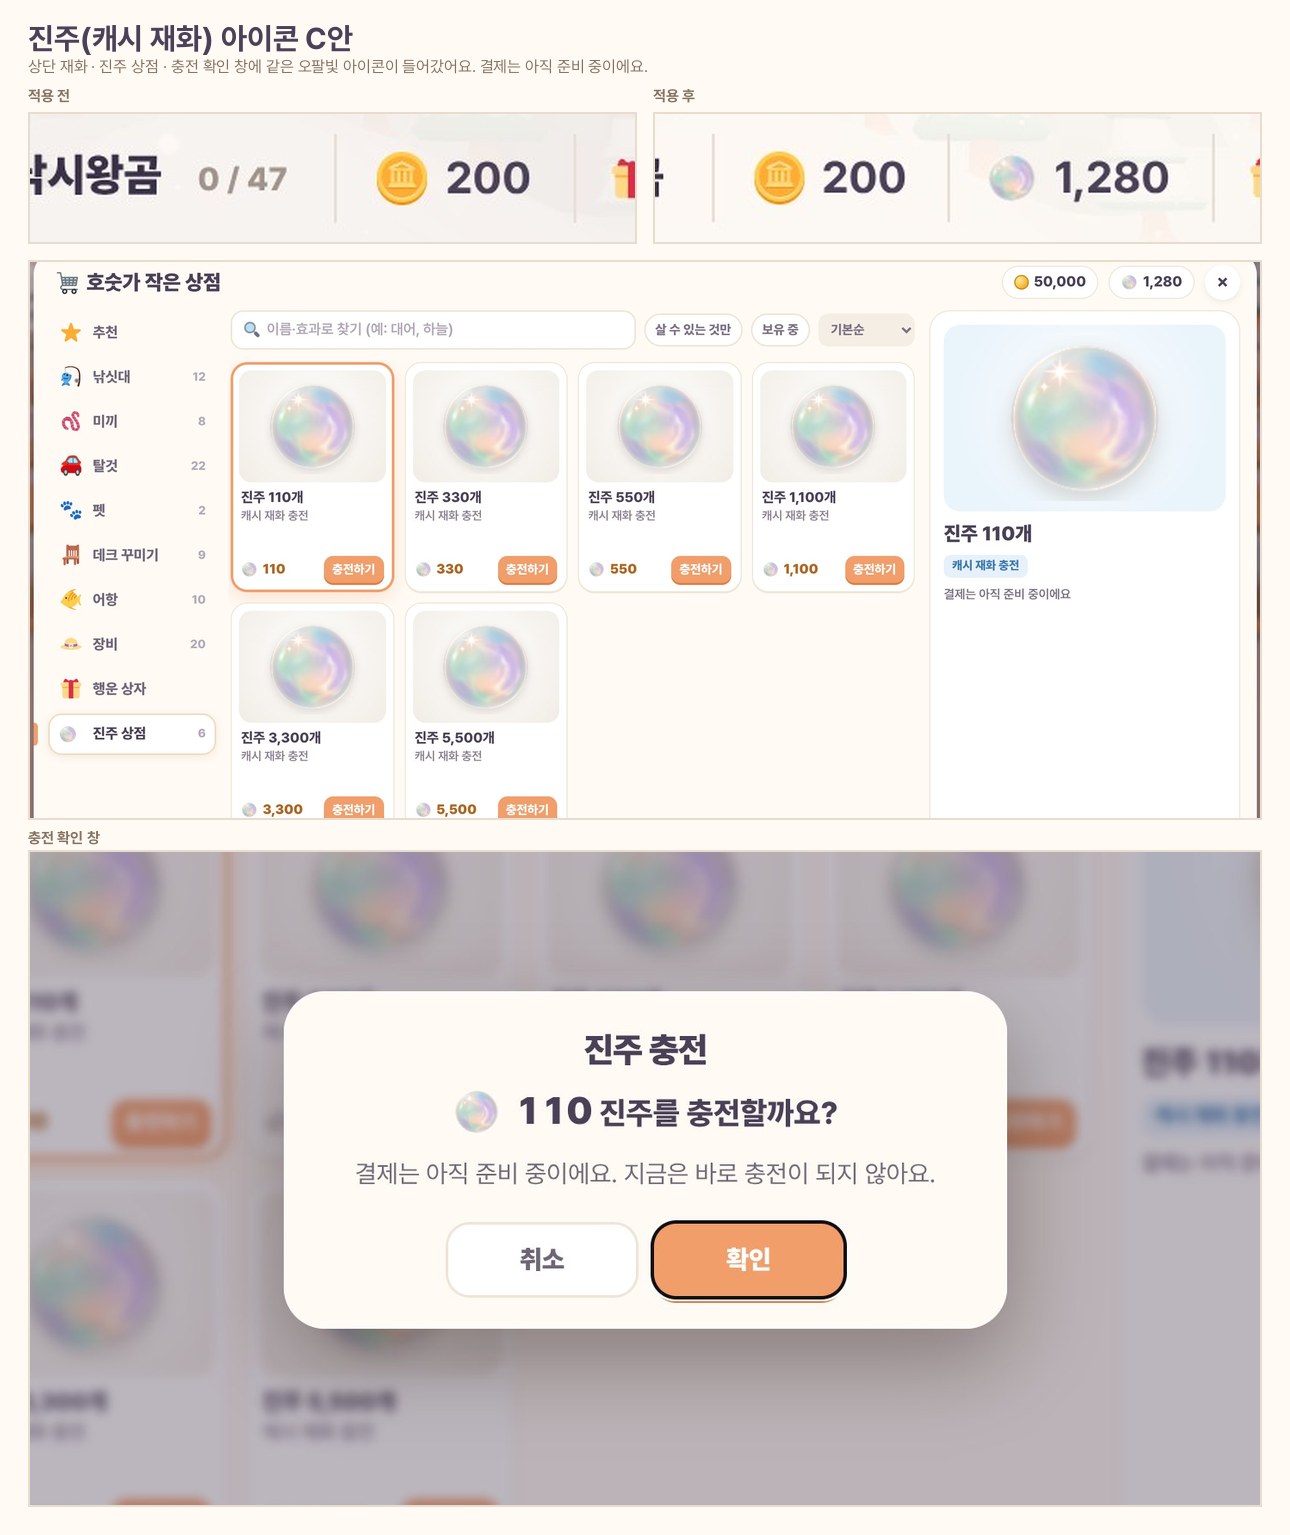 진주(캐시 재화) 아이콘 C안
상단 재화 · 진주 상점 · 충전 확인 창에 같은 오팔빛 아이콘이 들어갔어요. 결제는 아직 준비 중이에요.
적용 전
적용 후
낚시왕곰 0 / 47 200
200 1,280
호숫가 작은 상점
50,000 1,280 ×
추천
낚싯대 12
미끼 8
탈것 22
펫 2
데크 꾸미기 9
어항 10
장비 20
행운 상자
진주 상점 6
이름·효과로 찾기 (예: 대어, 하늘) 살 수 있는 것만 보유 중 기본순
진주 110개
캐시 재화 충전
110 충전하기
진주 330개
캐시 재화 충전
330 충전하기
진주 550개
캐시 재화 충전
550 충전하기
진주 1,100개
캐시 재화 충전
1,100 충전하기
진주 3,300개
캐시 재화 충전
3,300 충전하기
진주 5,500개
캐시 재화 충전
5,500 충전하기
진주 110개
캐시 재화 충전
결제는 아직 준비 중이에요
충전 확인 창
진주 충전
110 진주를 충전할까요?
결제는 아직 준비 중이에요. 지금은 바로 충전이 되지 않아요.
취소 확인